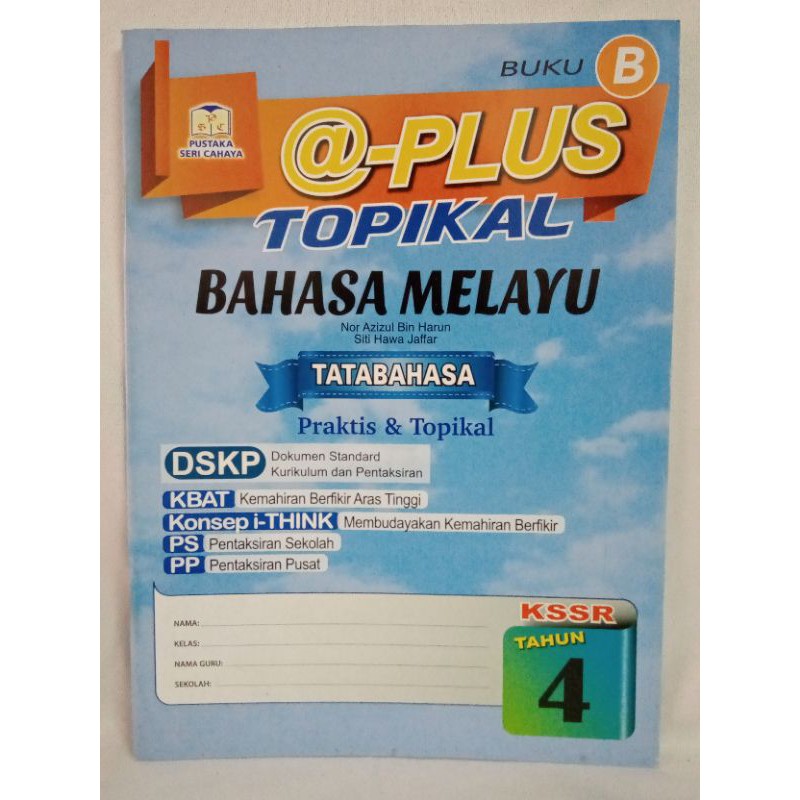 BUKU B
PSC
PUSTAKA
SERI CAHAYA
@-PLUS
TOPIKAL
BAHASA MELAYU
Nor Azizul Bin Harun
Siti Hawa Jaffar
TATABAHASA
Praktis & Topikal
DSKP Dokumen Standard
Kurikulum dan Pentaksiran
KBAT Kemahiran Berfikir Aras Tinggi
Konsep i-THINK Membudayakan Kemahiran Berfikir
PS Pentaksiran Sekolah
PP Pentaksiran Pusat
NAMA:
KELAS:
NAMA GURU:
SEKOLAH:
KSSR
TAHUN
4